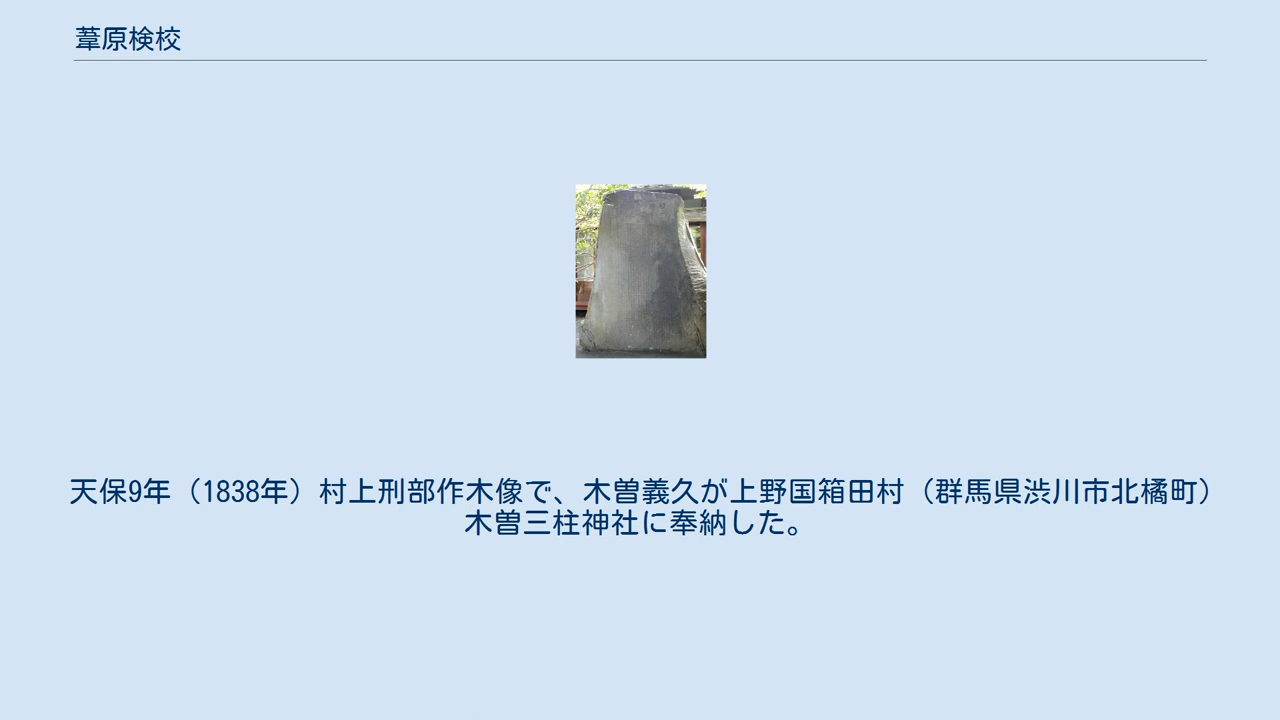 葦原検校
天保9年（1838年）村上刑部作木像で、木曽義久が上野国箱田村（群馬県渋川市北橘町）
木曽三柱神社に奉納した。